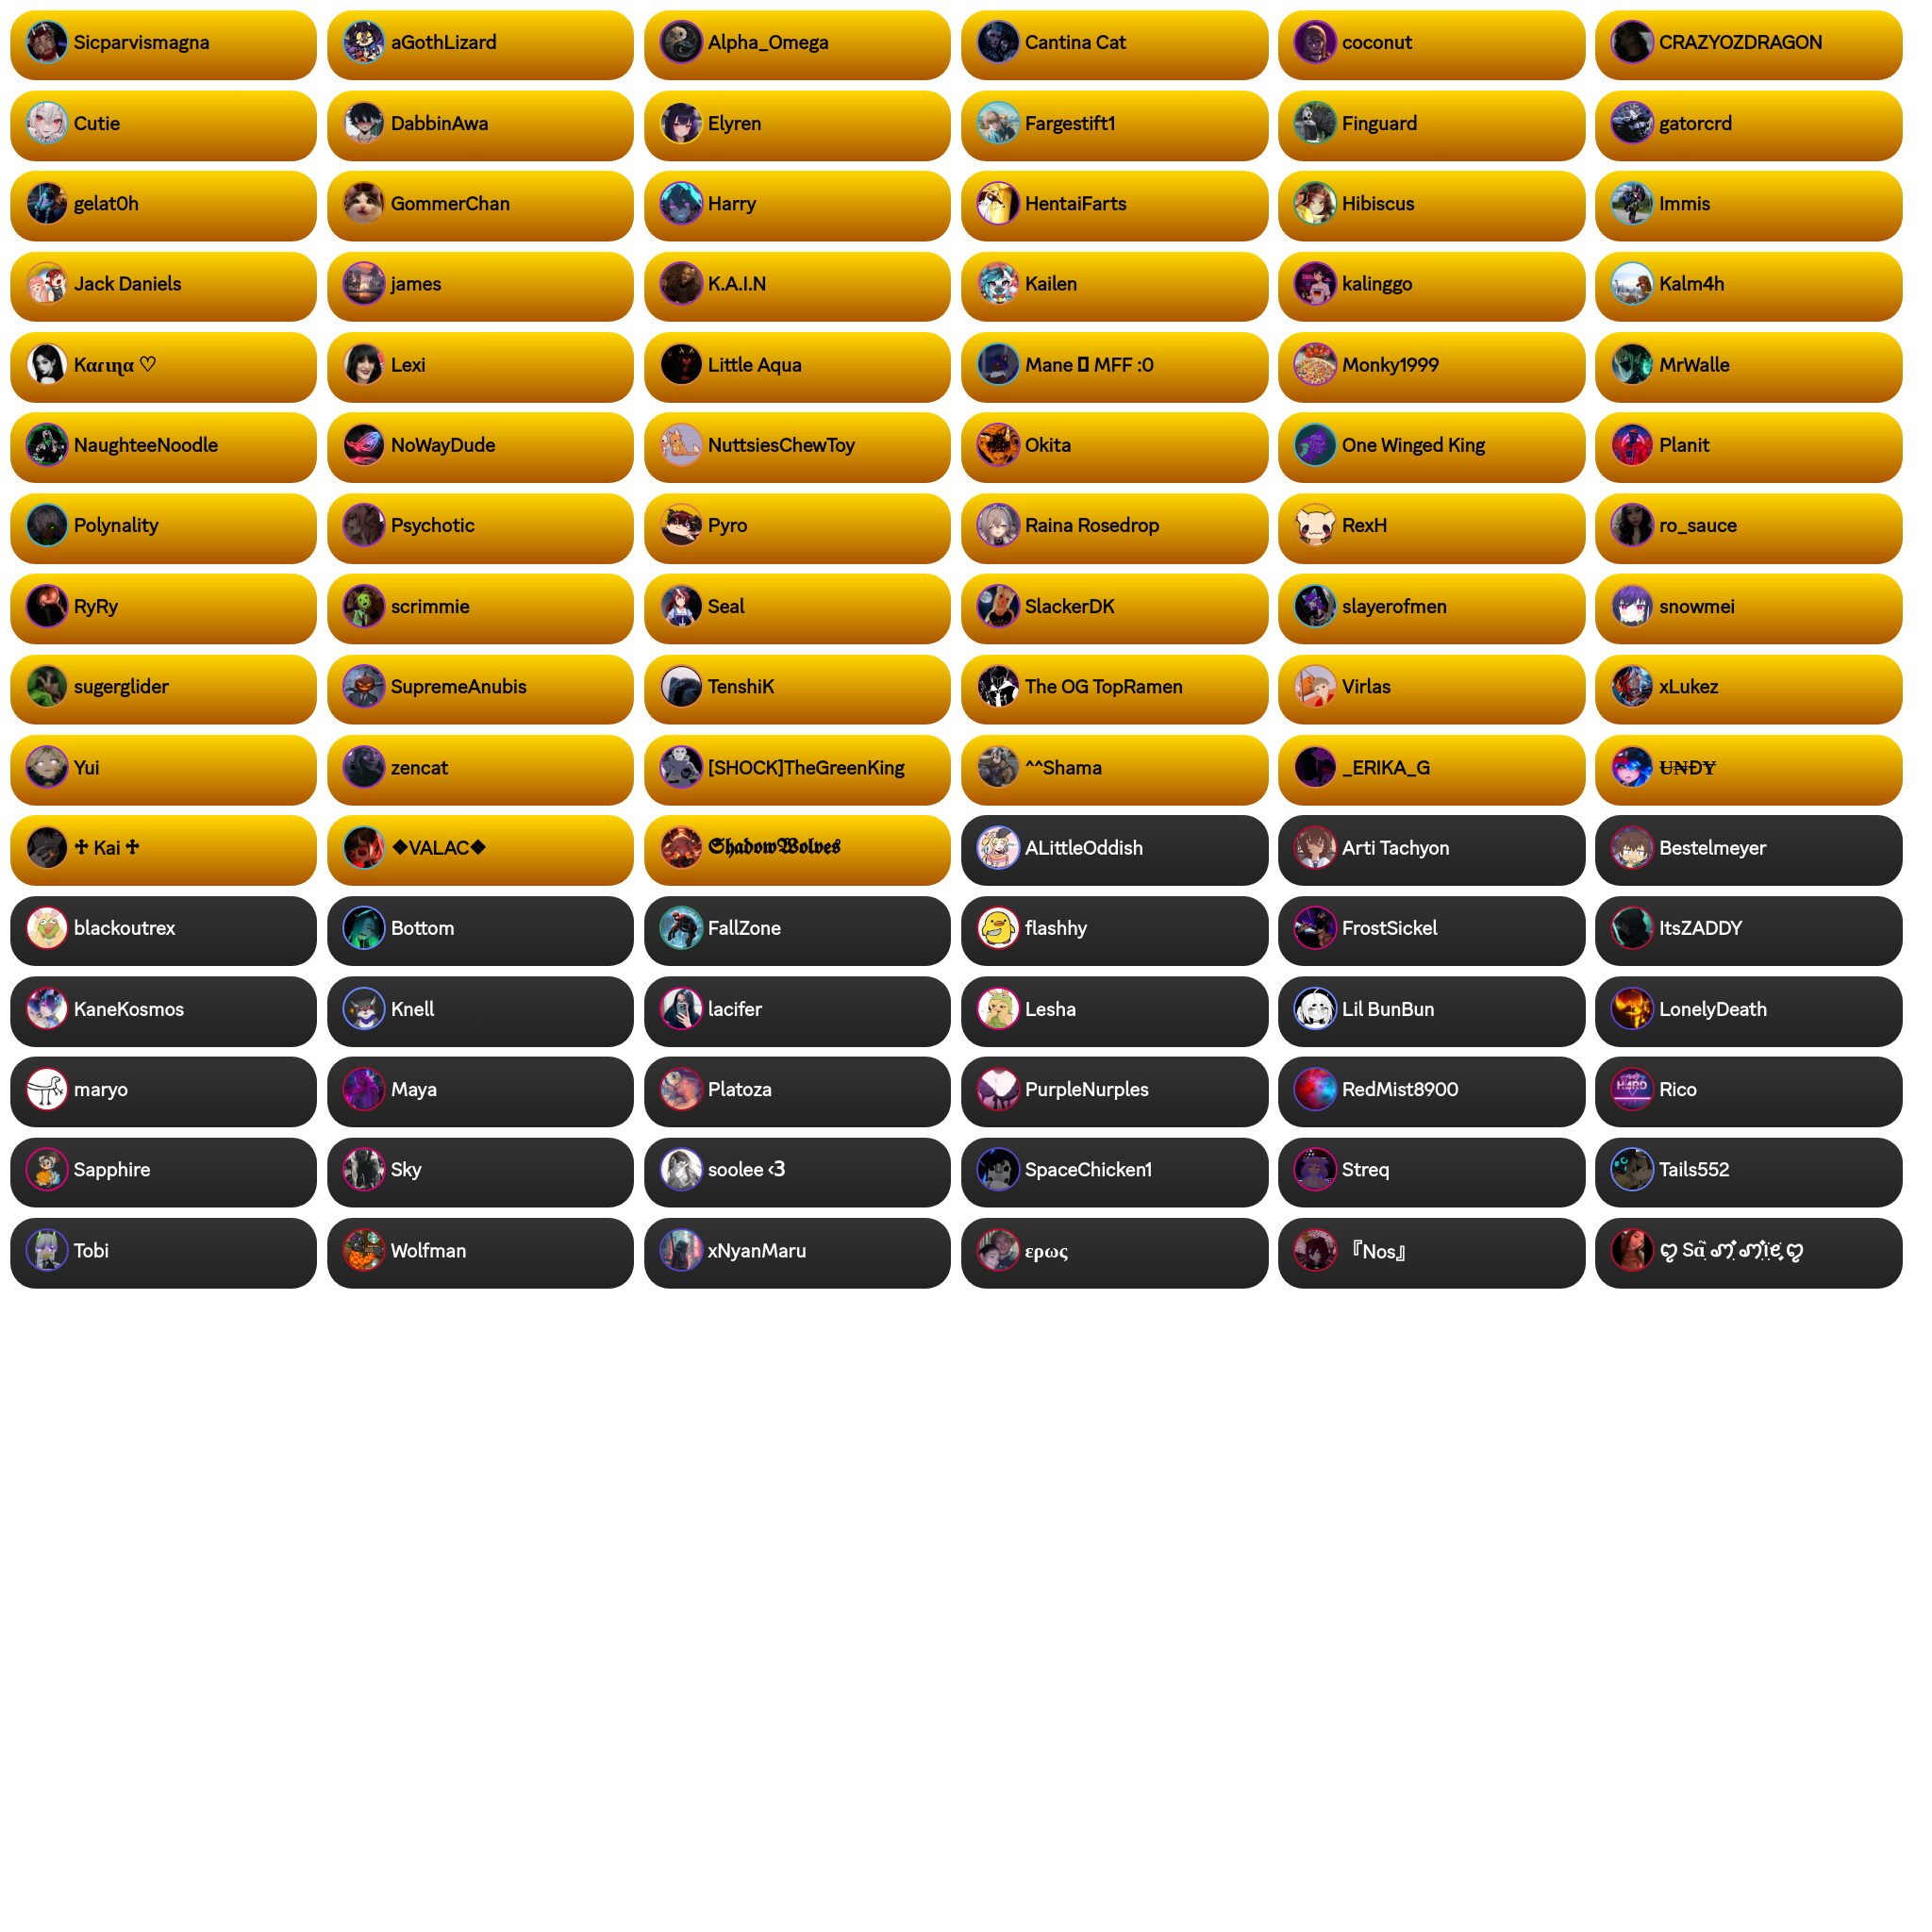 Sicparvismagna aGothLizard Alpha_Omega Cantina Cat coconut CRAZYOZDRAGON
Cutie DabbinAwa Elyren Fargestift1 Finguard gatorcrd
gelat0h GommerChan Harry HentaiFarts Hibiscus Immis
Jack Daniels james K.A.I.N Kailen kalinggo Kalm4h
Kαɾιɳα ♡ Lexi Little Aqua Mane MFF :0 Monky1999 MrWalle
NaughteeNoodle NoWayDude NuttsiesChewToy Okita One Winged King Planit
Polynality Psychotic Pyro Raina Rosedrop RexH ro_sauce
RyRy scrimmie Seal SlackerDK slayerofmen snowmei
sugerglider SupremeAnubis TenshiK The OG TopRamen Virlas xLukez
Yui zencat [SHOCK]TheGreenKing ^^Shama _ERIKA_G
♱ Kai ♱ ❖VALAC❖ 𝕾𝖍𝖆𝖉𝖔𝖜𝖂𝖔𝖑𝖛𝖊𝖘 ALittleOddish Arti Tachyon Bestelmeyer
blackoutrex Bottom FallZone flashhy FrostSickel ItsZADDY
KaneKosmos Knell lacifer Lesha Lil BunBun LonelyDeath
maryo Maya Platoza PurpleNurples RedMist8900 Rico
Sapphire Sky soolee <3 SpaceChicken1 Streq Tails552
Tobi Wolfman xNyanMaru ερως 『Nos』